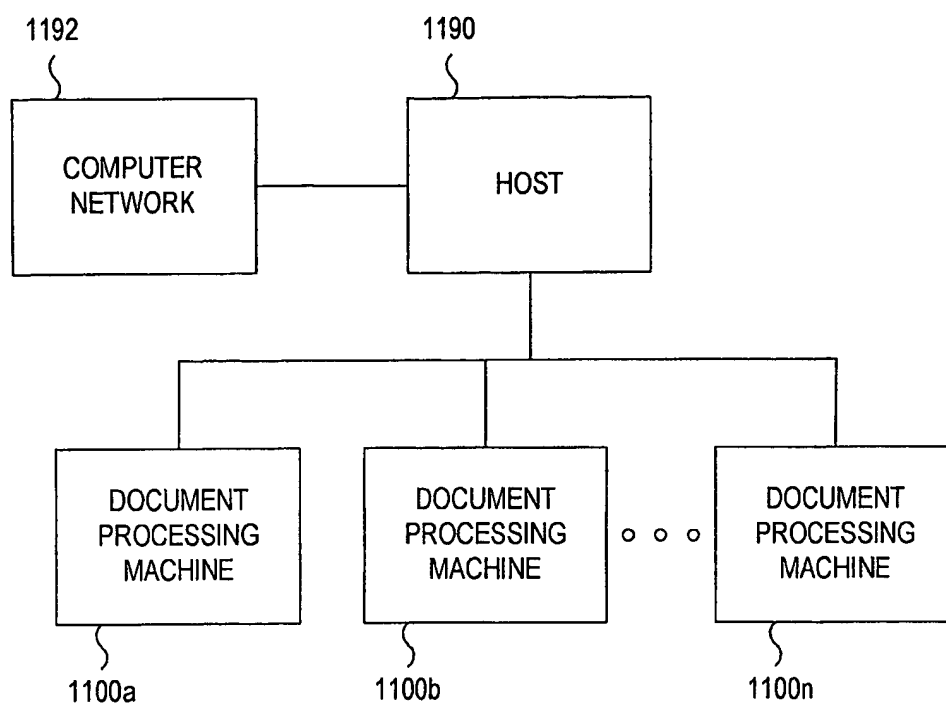 1192
1190
COMPUTER
NETWORK
HOST
DOCUMENT
PROCESSING
MACHINE
DOCUMENT
PROCESSING
MACHINE
DOCUMENT
PROCESSING
MACHINE
1100a
1100b
1100n